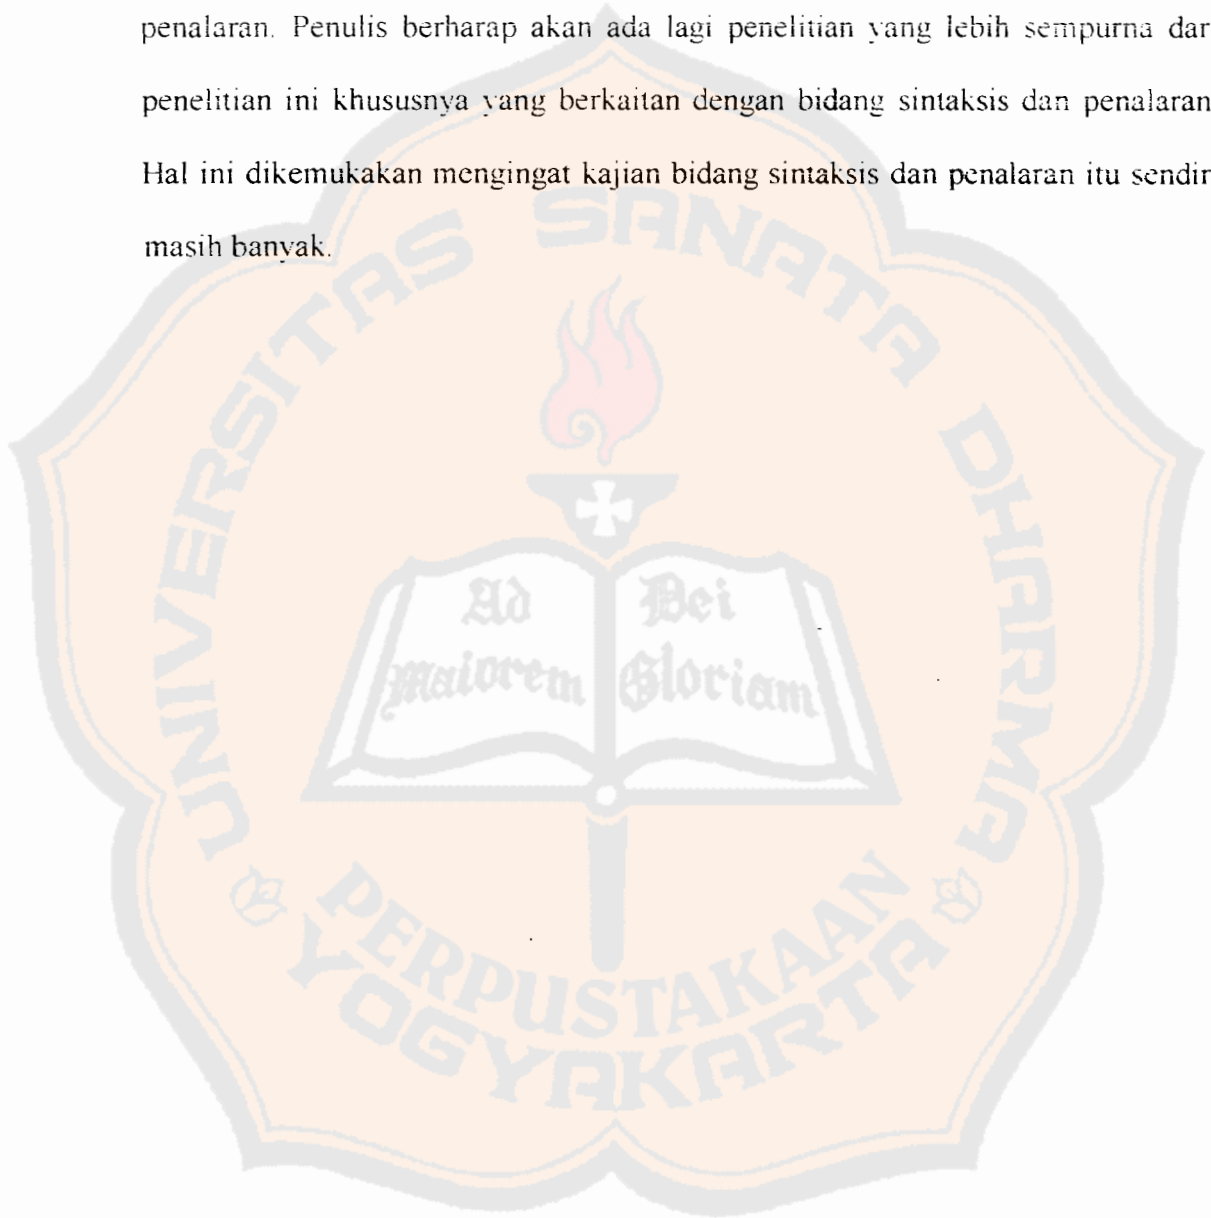 penalaran. Penulis berharap akan ada lagi penelitian yang lebih sempurna dar
penelitian ini khususnya yang berkaitan dengan bidang sintaksis dan penalaran
Hal ini dikemukakan mengingat kajian bidang sintaksis dan penalaran itu sendir
masih banyak.
UNIVERSITAS SANATA DHARMA
Ad Dei
maiorem Gloriam
PERPUSTAKAAN
YOGYAKARTA